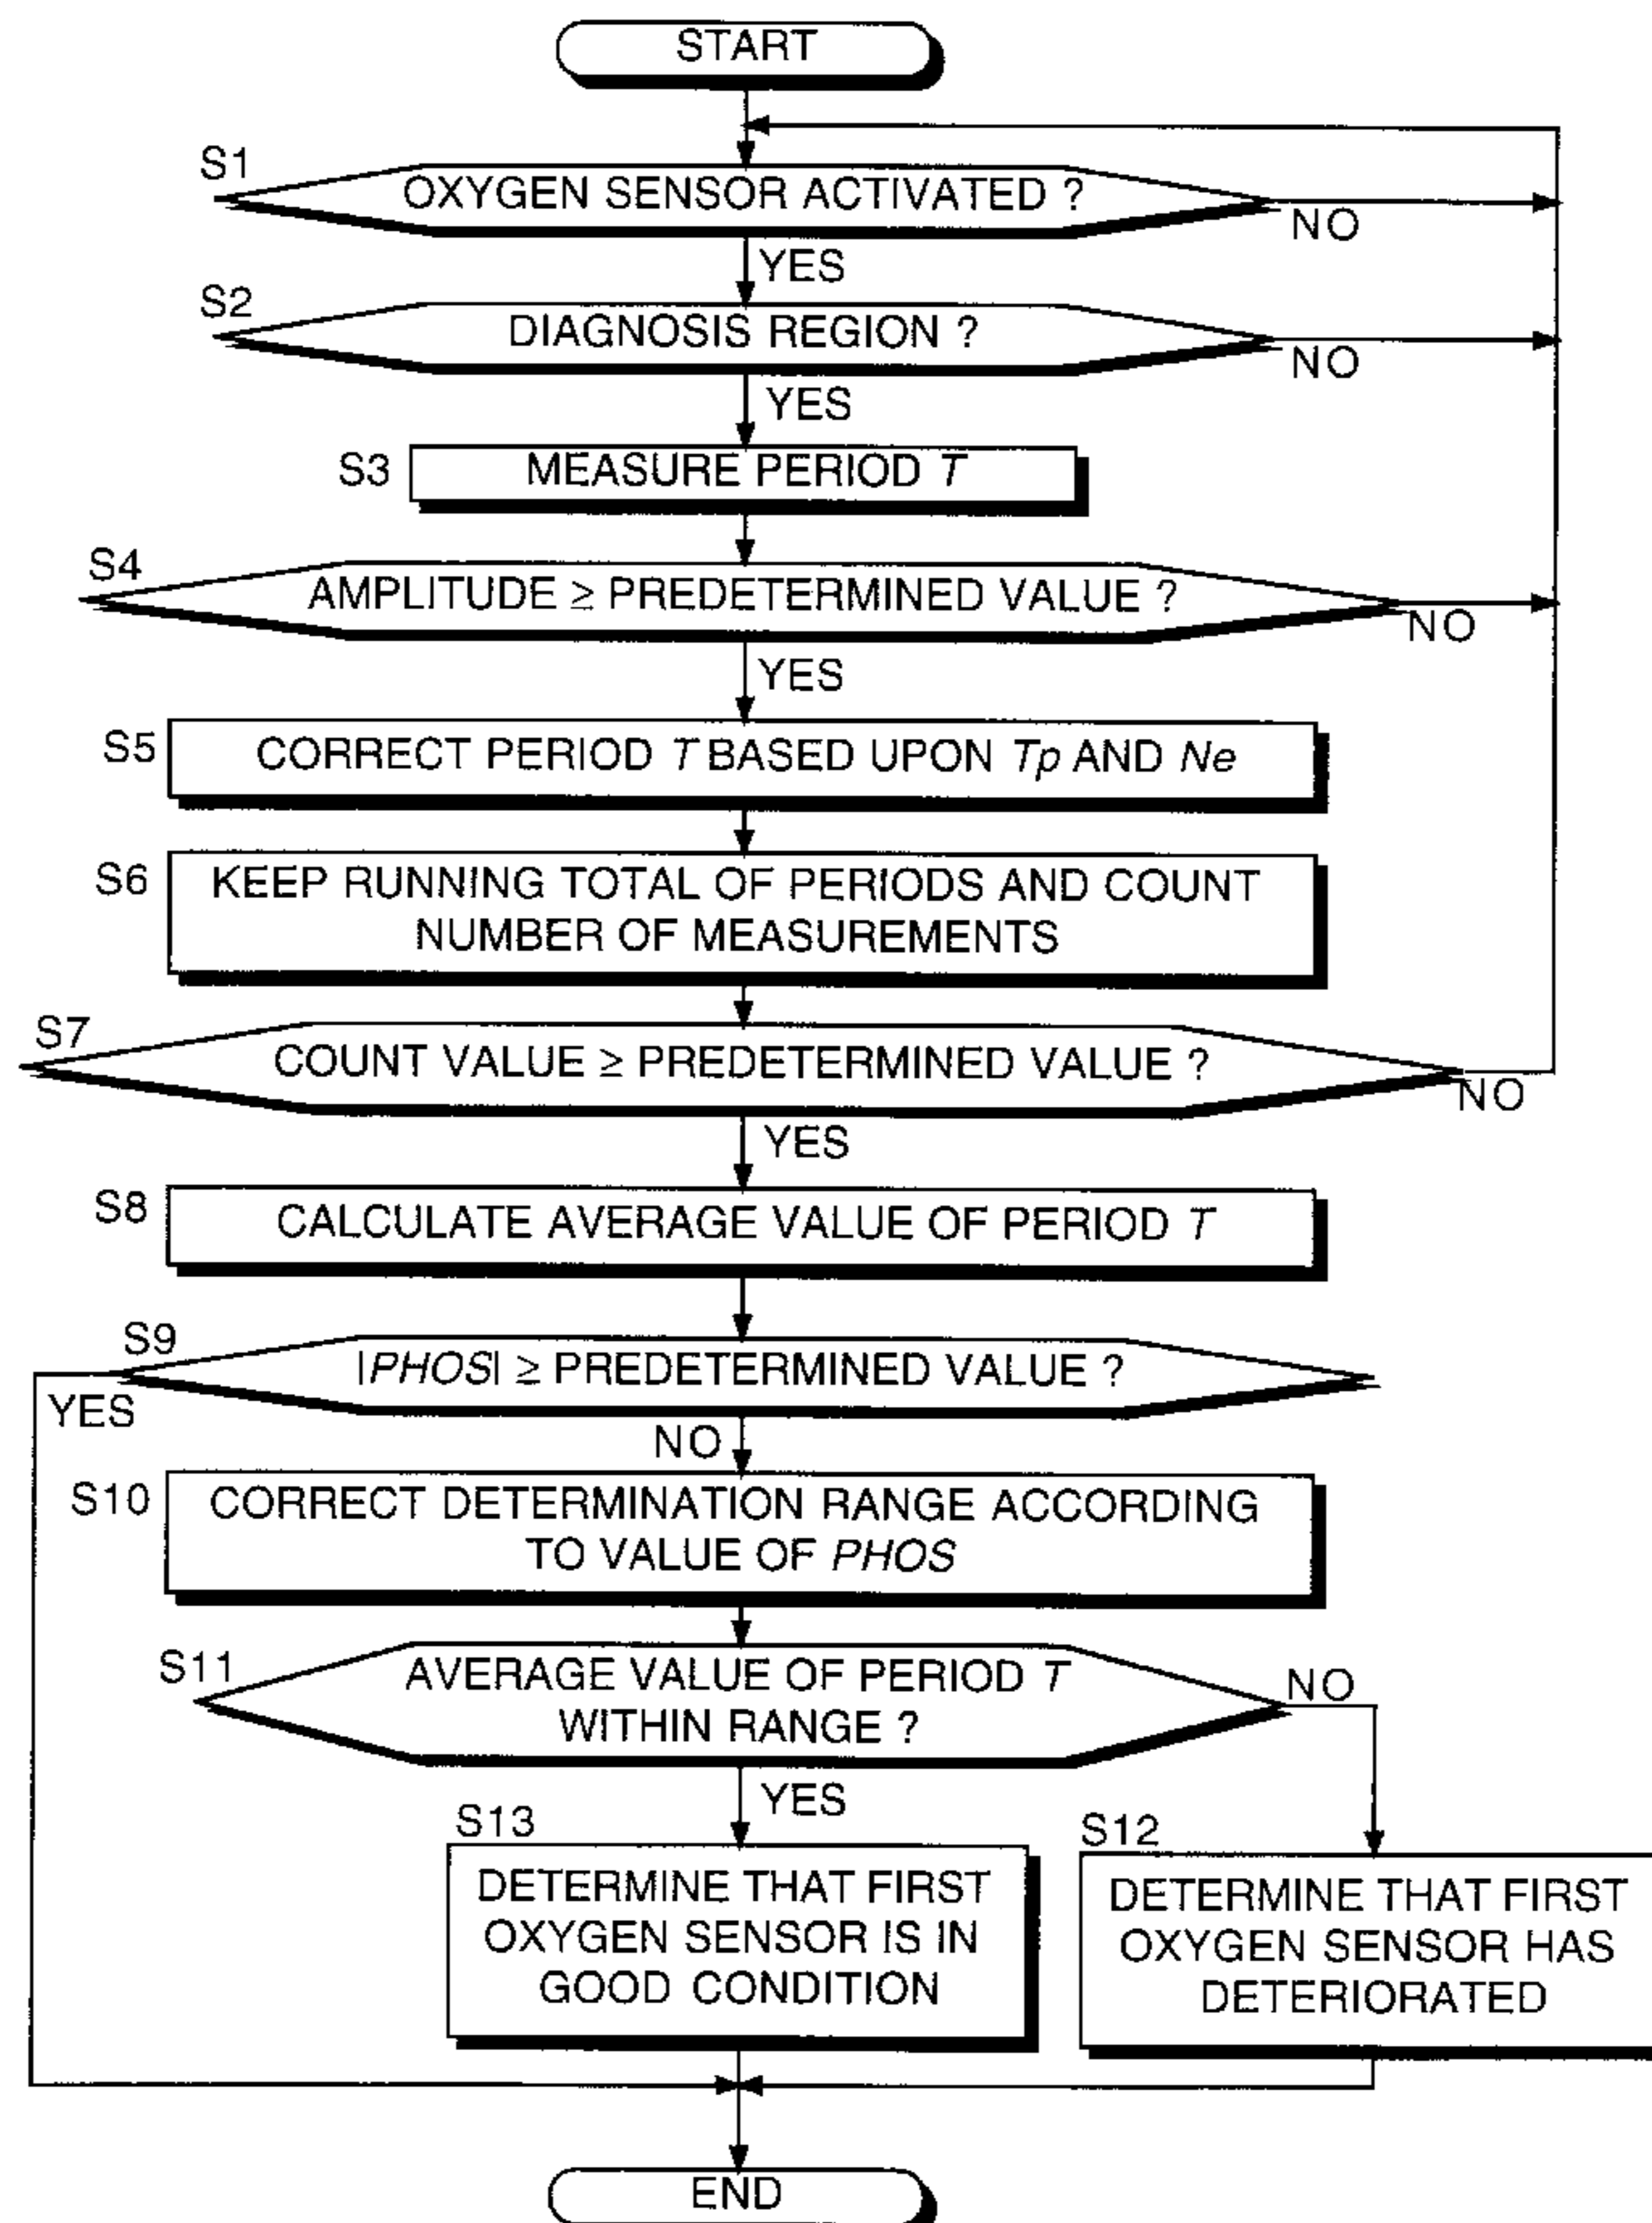 START
S1
OXYGEN SENSOR ACTIVATED ?
NO
YES
S2
DIAGNOSIS REGION ?
NO
YES
S3
MEASURE PERIOD T
S4
AMPLITUDE ≥ PREDETERMINED VALUE ?
NO
YES
S5
CORRECT PERIOD T BASED UPON Tp AND Ne
S6
KEEP RUNNING TOTAL OF PERIODS AND COUNT
NUMBER OF MEASUREMENTS
S7
COUNT VALUE ≥ PREDETERMINED VALUE ?
NO
YES
S8
CALCULATE AVERAGE VALUE OF PERIOD T
S9
|PHOS| ≥ PREDETERMINED VALUE ?
YES
NO
S10
CORRECT DETERMINATION RANGE ACCORDING
TO VALUE OF PHOS
S11
AVERAGE VALUE OF PERIOD T
WITHIN RANGE ?
NO
YES
S13
DETERMINE THAT FIRST
OXYGEN SENSOR IS IN
GOOD CONDITION
S12
DETERMINE THAT FIRST
OXYGEN SENSOR HAS
DETERIORATED
END